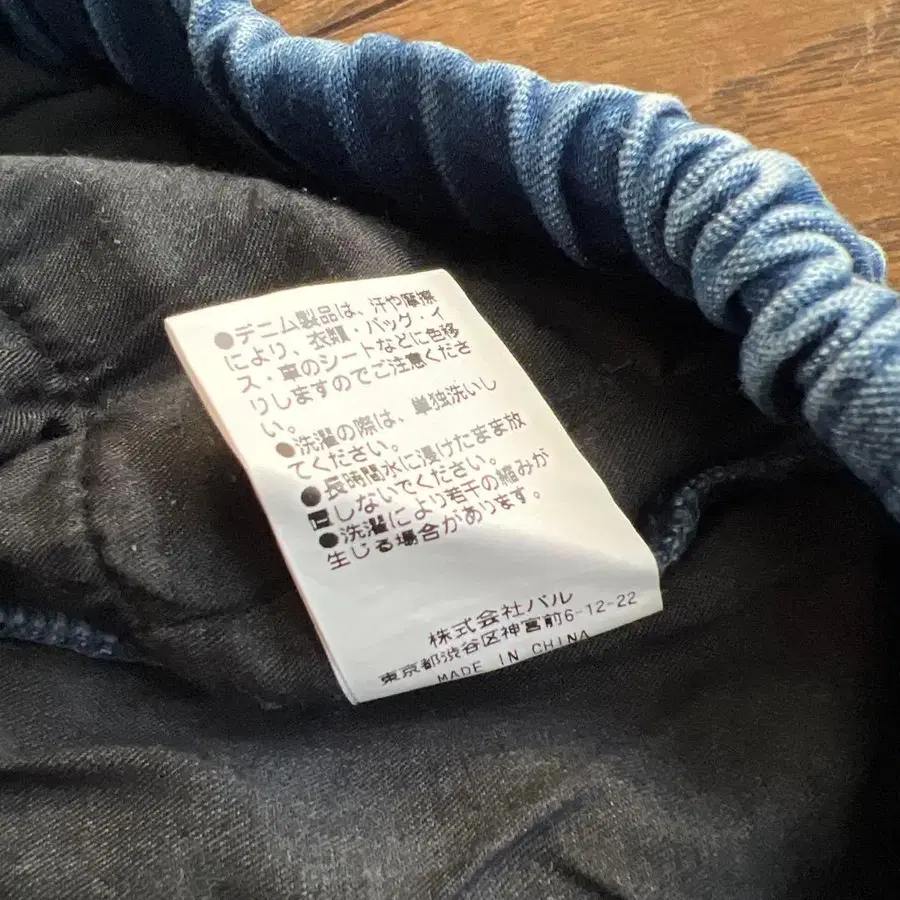 ●デニム製品は、汗や摩擦
により、衣類・バッグ・イ
ス・車のシートなどに色移
りしますのでご注意くださ
い。
●洗濯の際は、単独洗いし
てください。
●長時間水に浸けたまま放
しないでください。
●洗濯により若干の縮みが
生じる場合があります。
株式会社パル
東京都渋谷区神宮前6-12-22
MADE IN CHINA